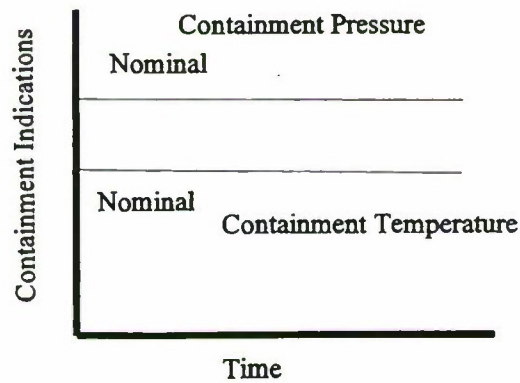 Containment Pressure
Nominal
Containment Indications
Nominal
Containment Temperature
Time